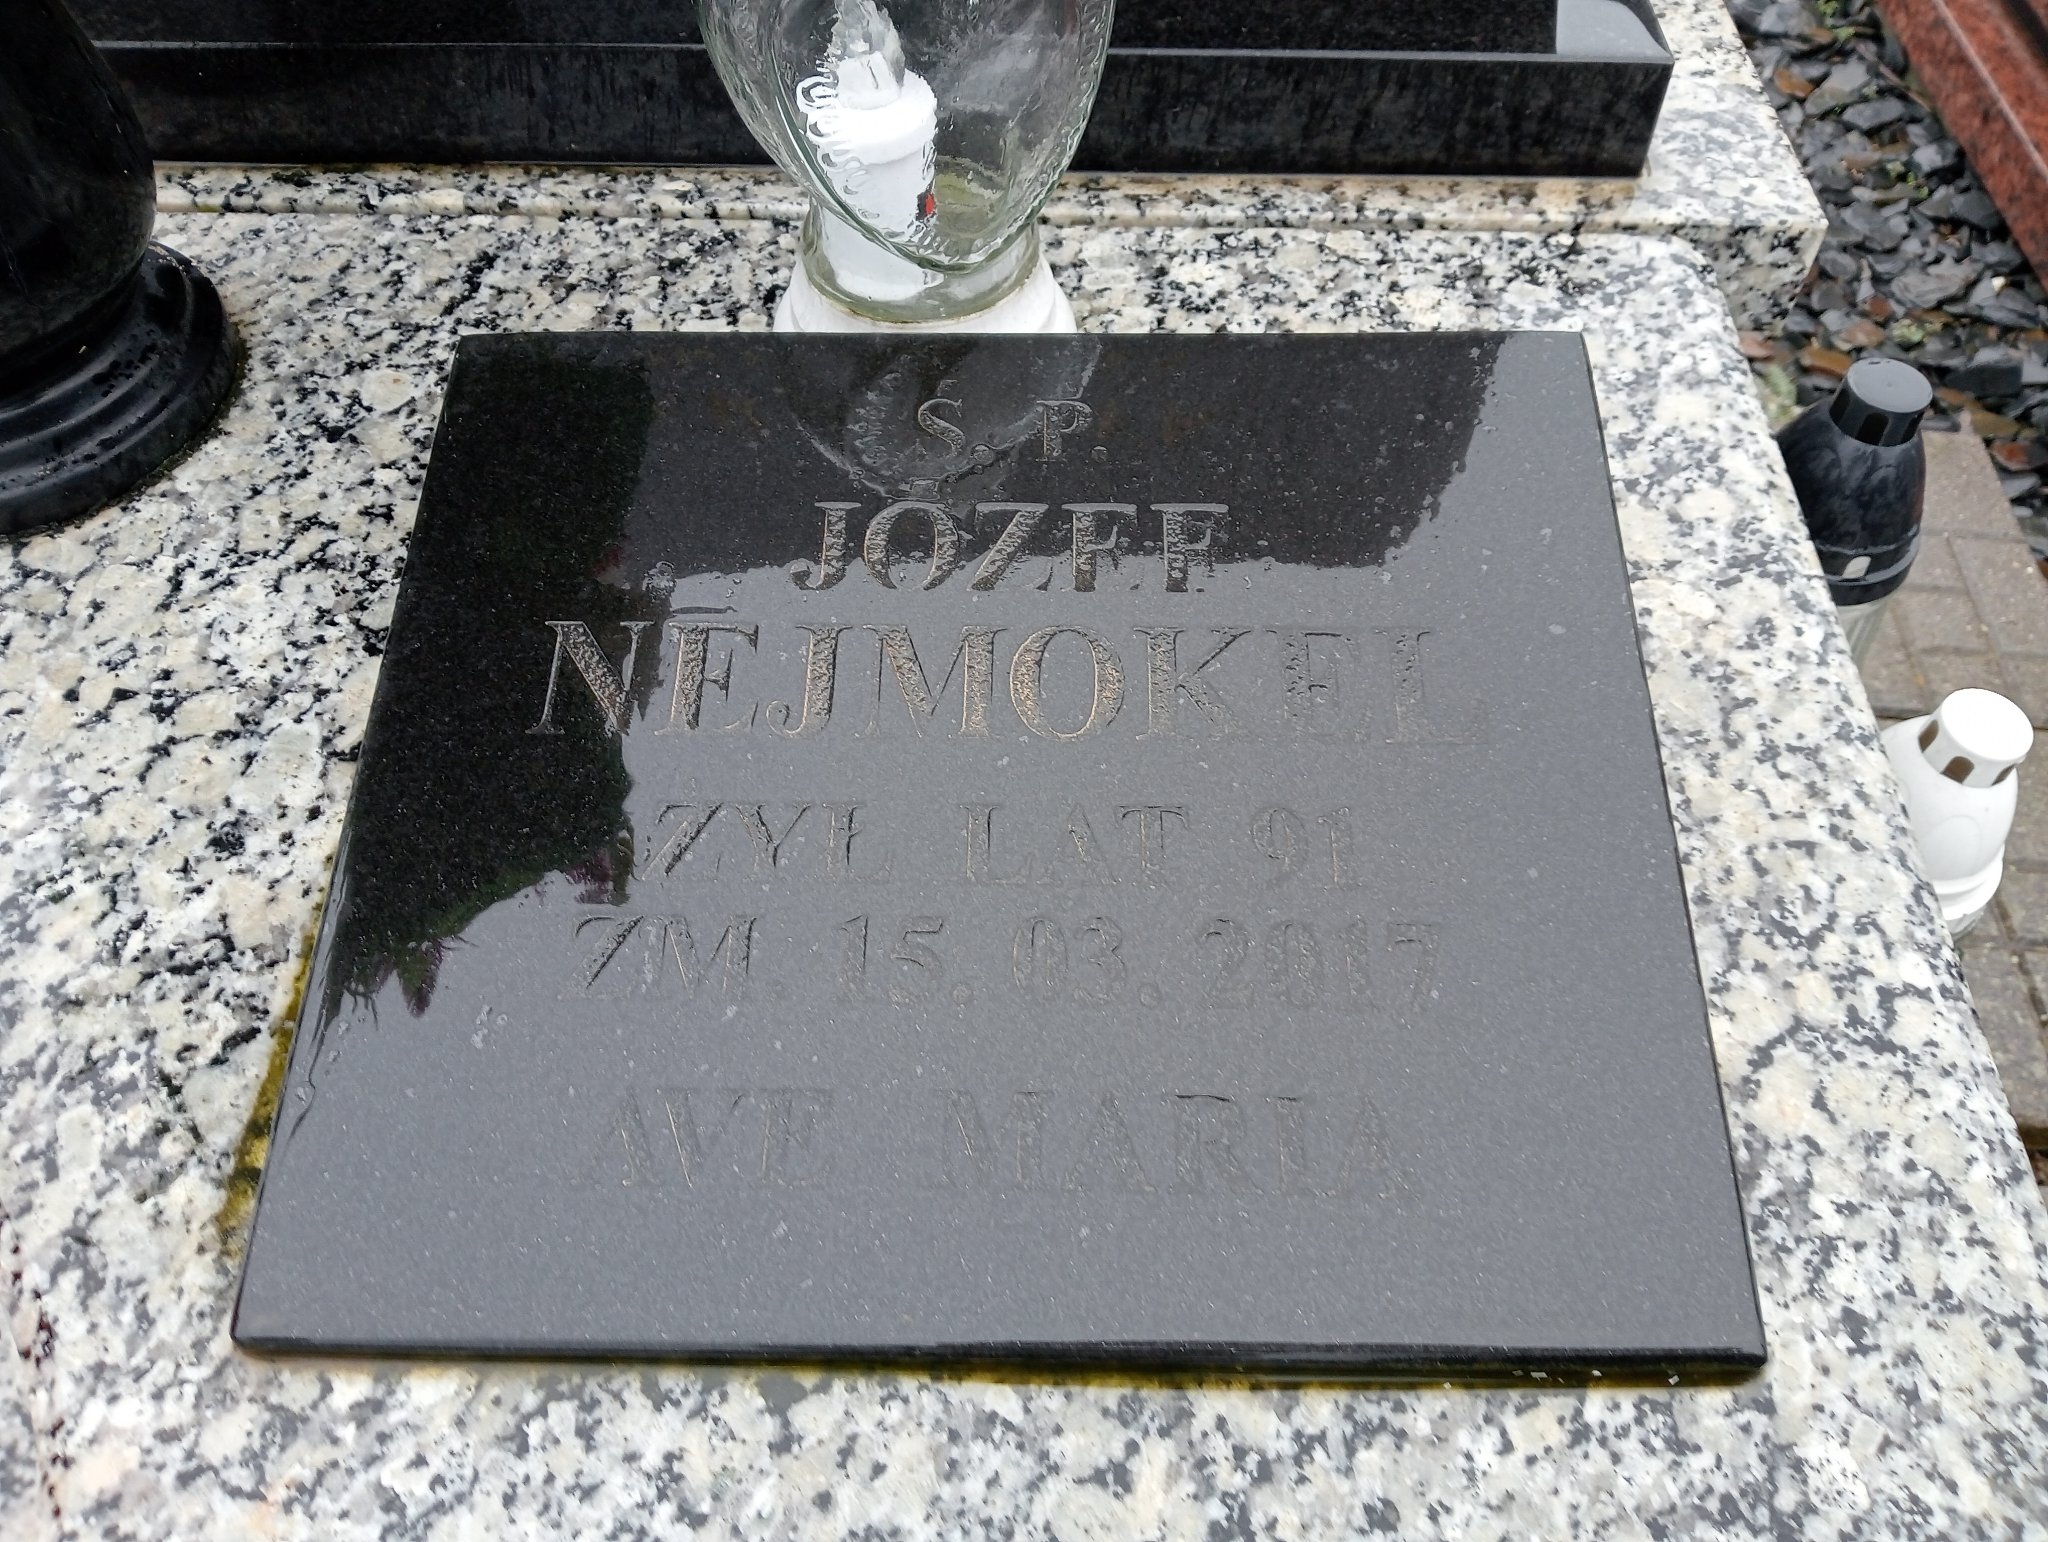 Ś. P.
JÓZEF
NEJMOKEL
ŻYŁ LAT 91
ZM. 15. 03. 2017
AVE MARIA